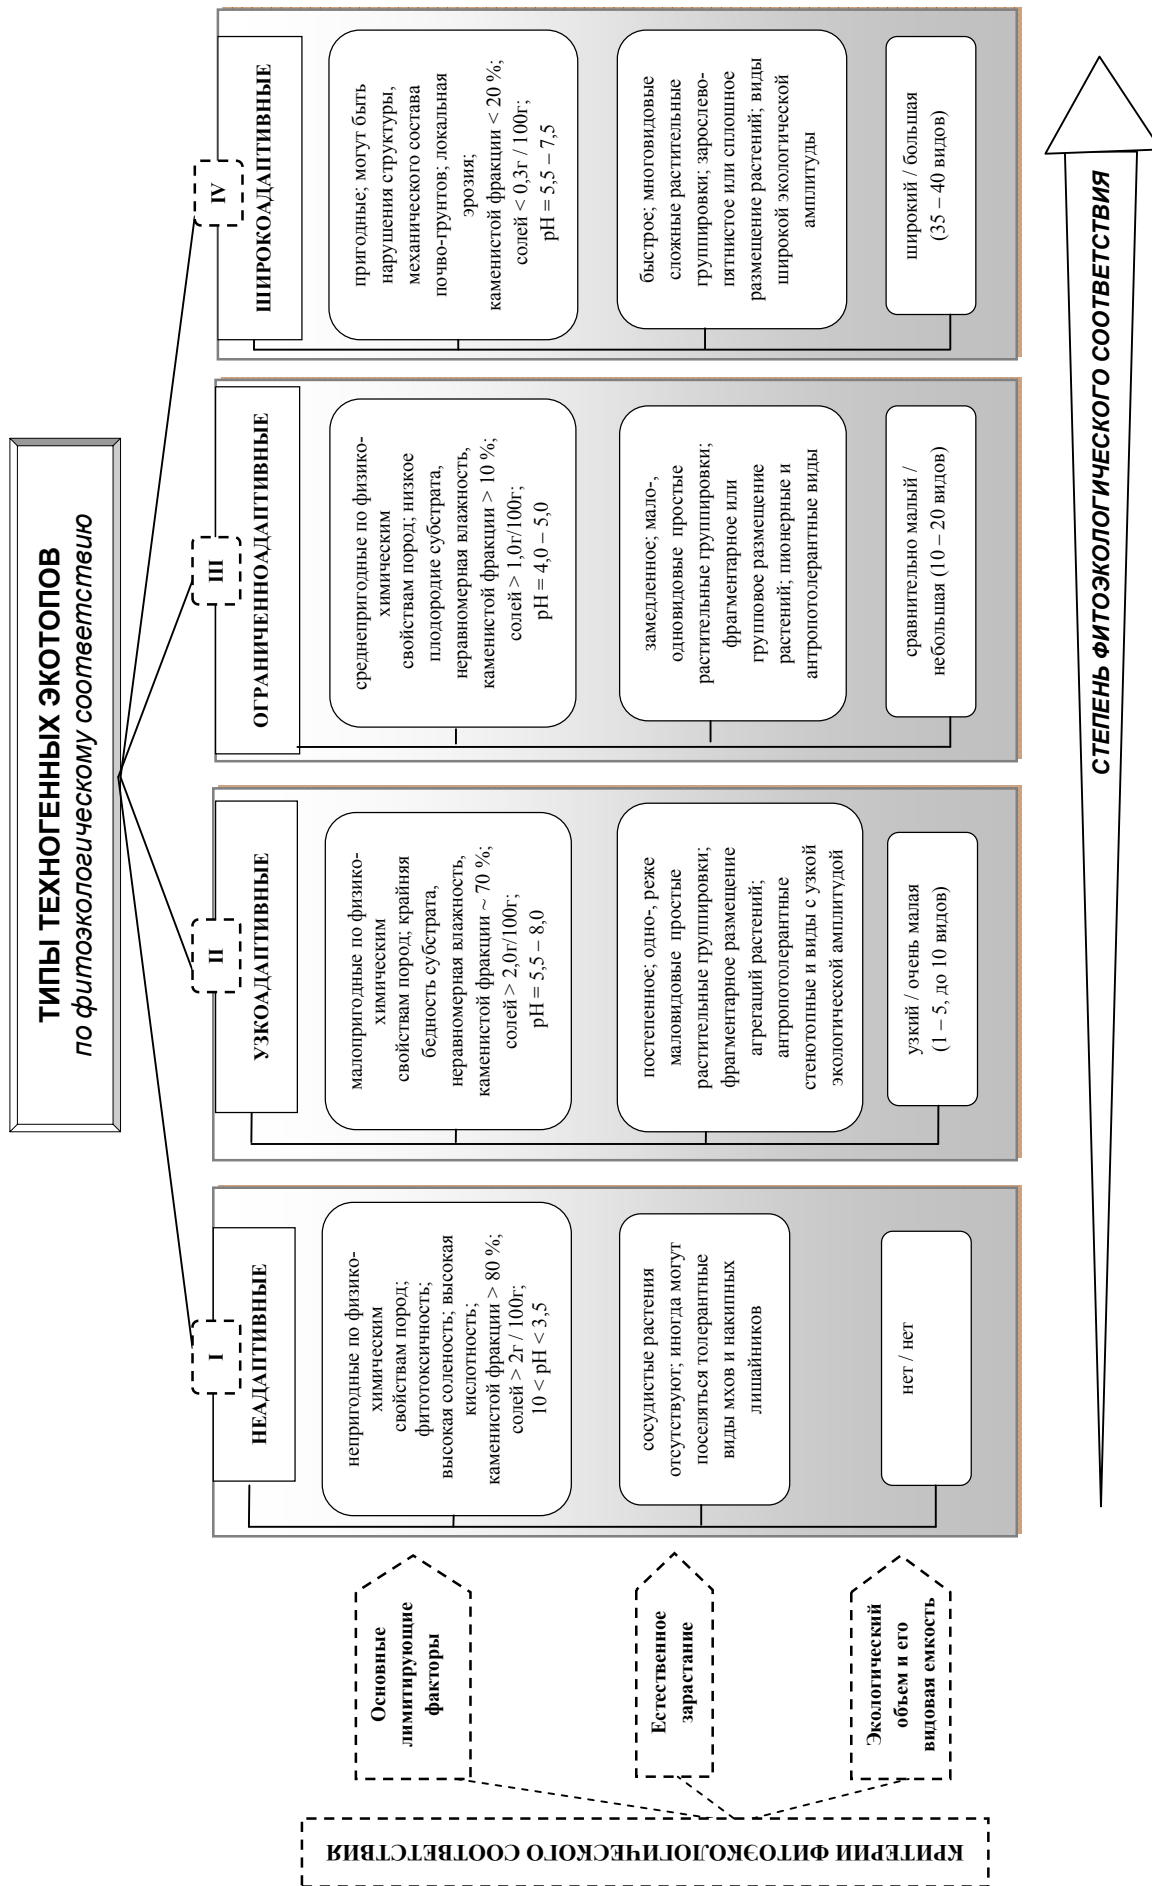 ТИПЫ ТЕХНОГЕННЫХ ЭКОТОПОВ
по фитоэкологическому соответствию
I
НЕАДАПТИВНЫЕ
непригодные по физико-
химическим
свойствам пород;
фитотоксичность;
высокая соленость; высокая
кислотность;
каменистой фракции > 80 %;
солей > 2г / 100г;
10 < pH < 3,5
сосудистые растения
отсутствуют; иногда могут
поселяться толерантные
виды мхов и накипных
лишайников
нет / нет
II
УЗКОАДАПТИВНЫЕ
малопригодные по физико-
химическим
свойствам пород; крайняя
бедность субстрата,
неравномерная влажность,
каменистой фракции ~ 70 %;
солей > 2,0г/100г;
pH = 5,5 – 8,0
постепенное; одно-, реже
маловидовые простые
растительные группировки;
фрагментарное размещение
агрегаций растений;
антропотолерантные
стенотопные и виды с узкой
экологической амплитудой
узкий / очень малая
(1 – 5, до 10 видов)
III
ОГРАНИЧЕННОАДАПТИВНЫЕ
среднепригодные по физико-
химическим
свойствам пород; низкое
плодородие субстрата,
неравномерная влажность,
каменистой фракции > 10 %;
солей > 1,0г/100г;
pH = 4,0 – 5,0
замедленное; мало-,
одновидовые простые
растительные группировки;
фрагментарное или
групповое размещение
растений; пионерные и
антропотолерантные виды
сравнительно малый /
небольшая (10 – 20 видов)
IV
ШИРОКОАДАПТИВНЫЕ
пригодные; могут быть
нарушения структуры,
механического состава
почво-грунтов; локальная
эрозия;
каменистой фракции < 20 %;
солей < 0,3г / 100г;
pH = 5,5 – 7,5
быстрое; многовидовые
сложные растительные
группировки; зарослево-
пятнистое или сплошное
размещение растений; виды
широкой экологической
амплитуды
широкий / большая
(35 – 40 видов)
КРИТЕРИИ ФИТОЭКОЛОГИЧЕСКОГО СООТВЕТСТВИЯ
Основные
лимитирующие
факторы
Естественное
зарастание
Экологический
объем и его
видовая емкость
СТЕПЕНЬ ФИТОЭКОЛОГИЧЕСКОГО СООТВЕТСТВИЯ